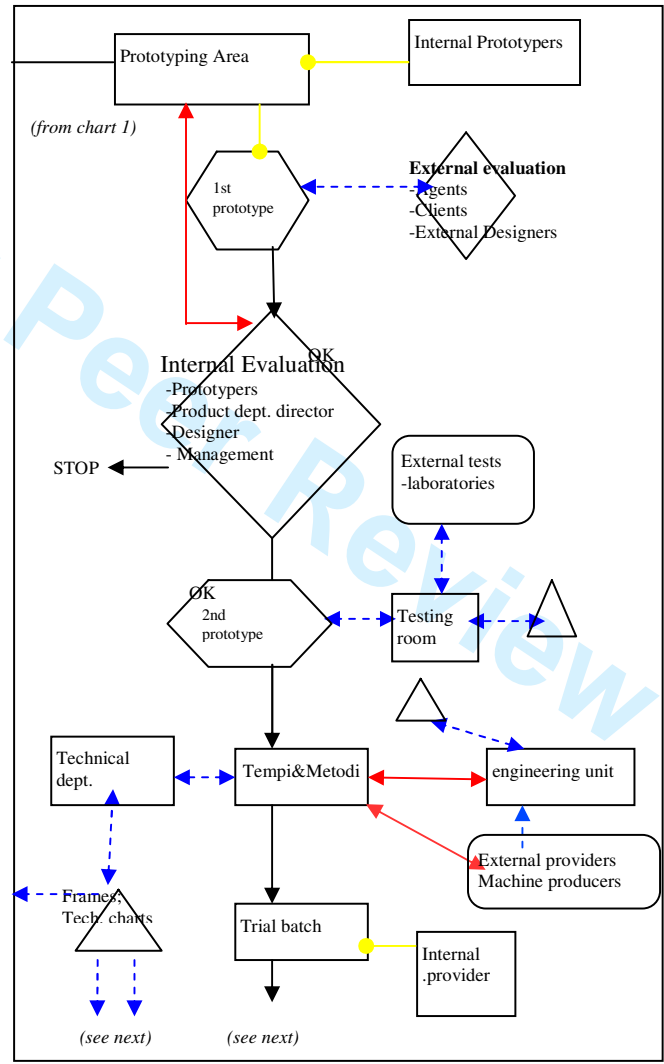 Prototyping Area
Internal Prototypers
(from chart 1)
1st
prototype
External evaluation
-Agents
-Clients
-External Designers
OK
Internal Evaluation
-Prototypers
-Product dept. director
-Designer
- Management
STOP
External tests
-laboratories
OK
2nd
prototype
Testing
room
Technical
dept.
Tempi&Metodi
engineering unit
External providers
Machine producers
Frames;
Tech. charts
Trial batch
Internal
.provider
(see next)
(see next)
Peer Review